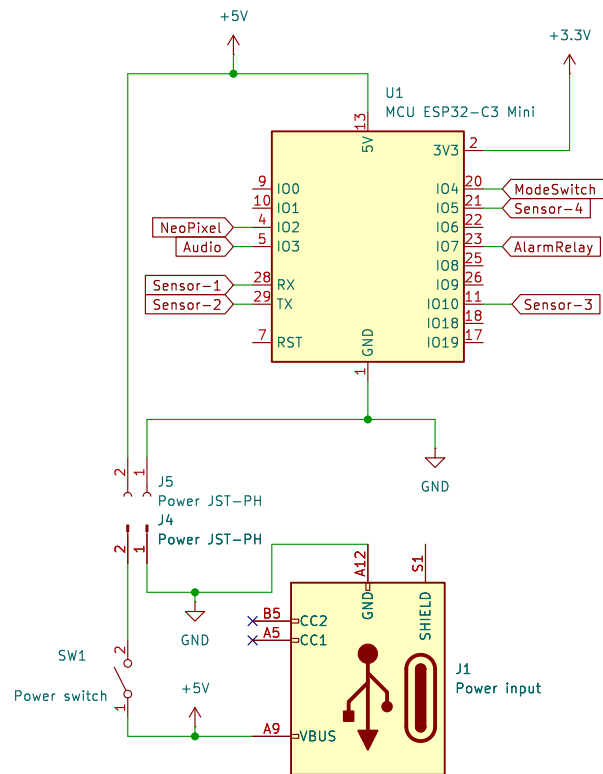 +5V
+3.3V
U1
MCU ESP32-C3 Mini
13
5V
3V3
2
9
IO0
IO4
20
ModeSwitch
10
IO1
IO5
21
Sensor-4
NeoPixel
4
IO2
IO6
22
Audio
5
IO3
IO7
23
AlarmRelay
IO8
25
Sensor-1
28
RX
IO9
26
Sensor-2
29
TX
IO10
11
Sensor-3
IO18
18
7
RST
GND
IO19
17
1
GND
2
1
J5
Power JST-PH
J4
Power JST-PH
2
1
A12
S1
GND
SHIELD
GND
B5
CC2
A5
CC1
SW1
2
Power switch
1
+5V
J1
Power input
A9
VBUS